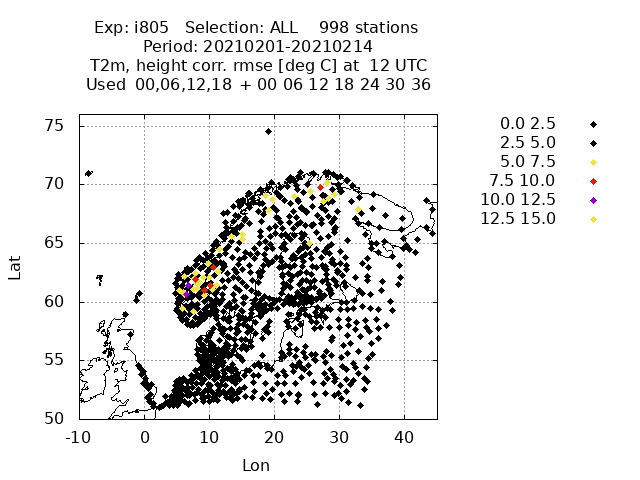 Exp: i805 Selection: ALL 998 stations
Period: 20210201-20210214
T2m, height corr. rmse [deg C] at 12 UTC
Used 00,06,12,18 + 00 06 12 18 24 30 36
75
70
65
60
55
50
-10 0 10 20 30 40
Lat
Lon
0.0 2.5
2.5 5.0
5.0 7.5
7.5 10.0
10.0 12.5
12.5 15.0